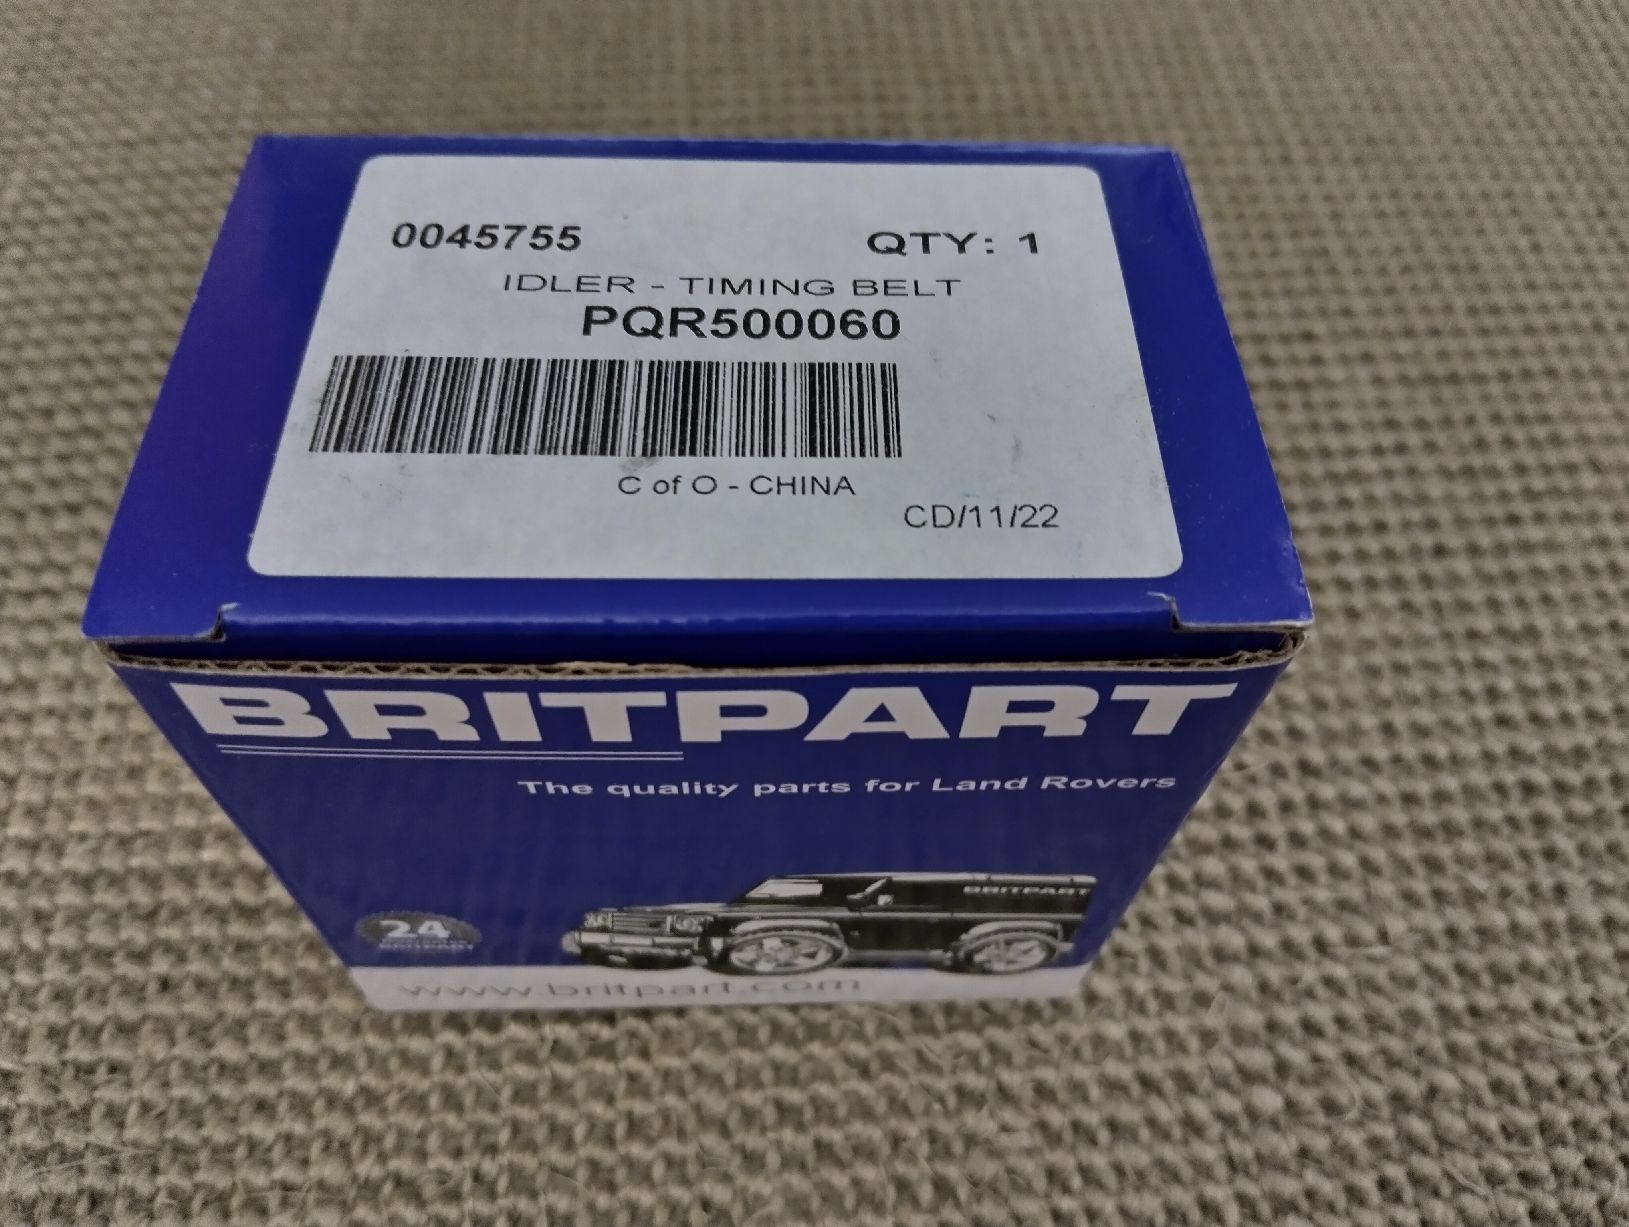 0045755 QTY: 1
IDLER - TIMING BELT
PQR500060
C of O - CHINA
CD/11/22
BRITPART
The quality parts for Land Rovers
BRITPART
24
BRITPART
www.britpart.com